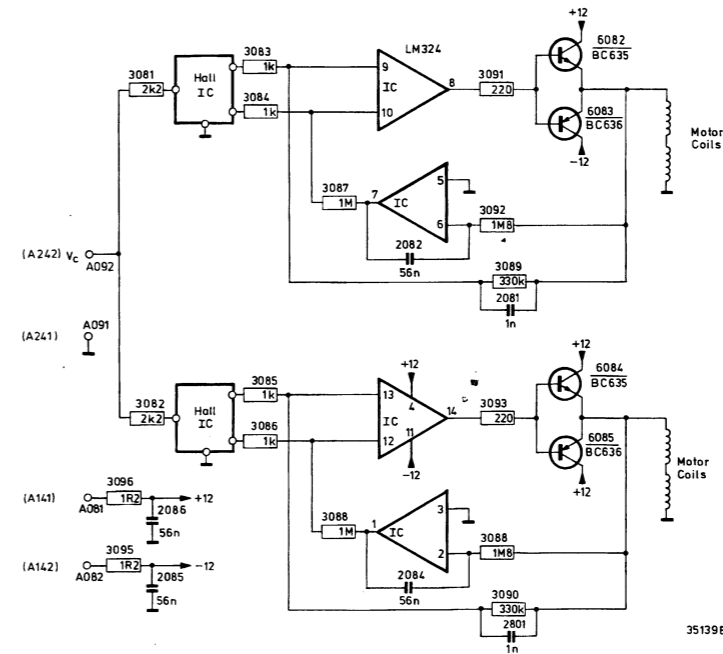 +12
6082
BC635
LM324
3083
1k
3081
2k2
Hall
IC
9
IC
8
3091
220
3084
1k
10
6083
BC636
-12
Motor
Coils
3087
1M
7
IC
5
6
3092
1M8
2082
56n
(A242) Vc
A092
3089
330k
2081
1n
(A241)
A091
+12
6084
BC635
+12
3085
1k
3082
2k2
Hall
IC
13
4
IC
14
3093
220
3086
1k
12
11
-12
6085
BC636
+12
Motor
Coils
3096
(A141)
A081
1R2
+12
2086
56n
3088
1M
1
IC
3
2
3088
1M8
3095
(A142)
A082
1R2
-12
2085
56n
2084
56n
3090
330k
2801
1n
35139E